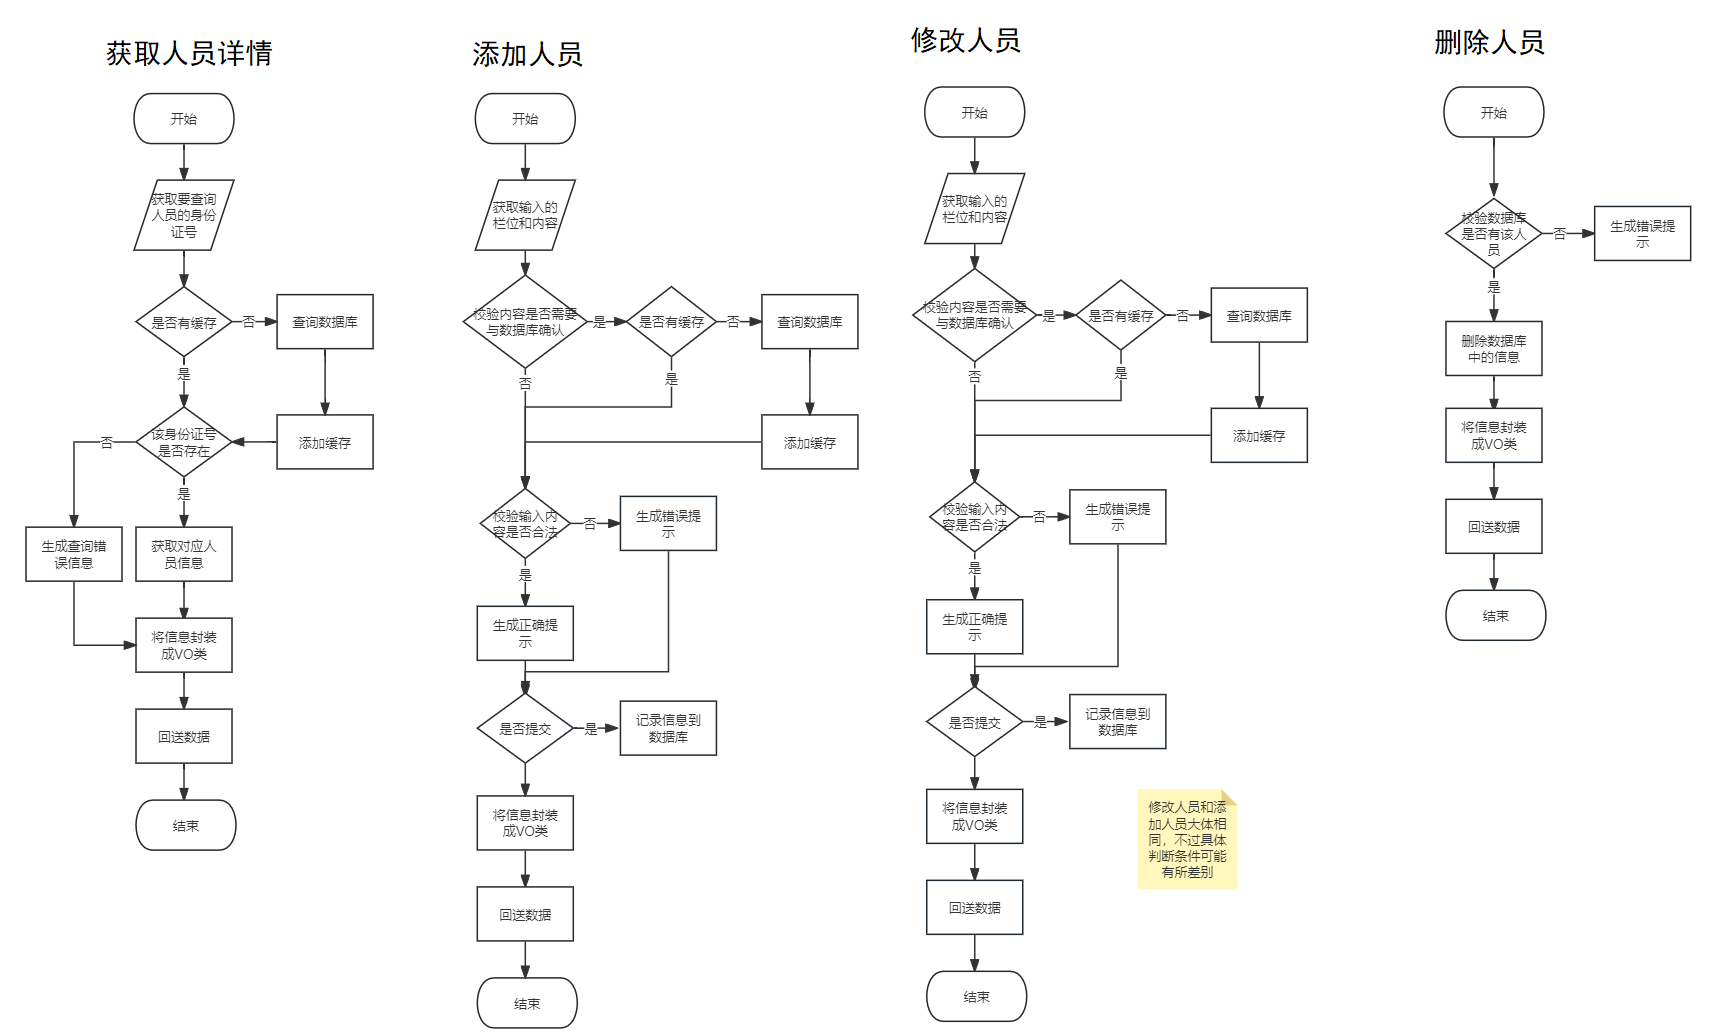 获取人员详情
开始
获取要查询
人员的身份
证号
是否有缓存
否
查询数据库
是
添加缓存
该身份证号
是否存在
否
是
生成查询错
误信息
获取对应人
员信息
将信息封装
成VO类
回送数据
结束
添加人员
开始
获取输入的
栏位和内容
校验内容是否需要
与数据库确认
是
是否有缓存
否
查询数据库
否
是
添加缓存
校验输入内
容是否合法
否
生成错误提
示
是
生成正确提
示
是否提交
是
记录信息到
数据库
将信息封装
成VO类
回送数据
结束
修改人员
开始
获取输入的
栏位和内容
校验内容是否需要
与数据库确认
是
是否有缓存
否
查询数据库
否
是
添加缓存
校验输入内
容是否合法
否
生成错误提
示
是
生成正确提
示
是否提交
是
记录信息到
数据库
将信息封装
成VO类
回送数据
结束
修改人员和添
加人员大体相
同，不过具体
判断条件可能
有所差别
删除人员
开始
校验数据库
是否有该人
员
否
生成错误提
示
是
删除数据库
中的信息
将信息封装
成VO类
回送数据
结束